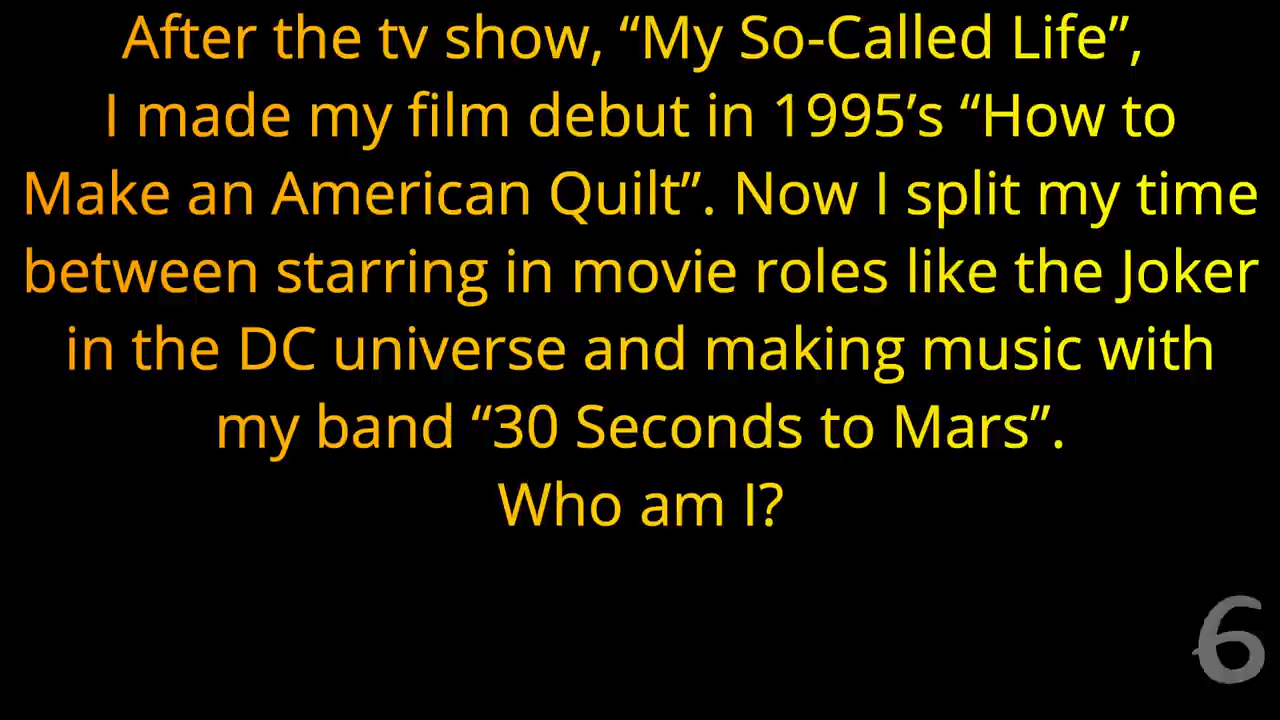 After the tv show, “My So-Called Life”,
I made my film debut in 1995’s “How to
Make an American Quilt”. Now I split my time
between starring in movie roles like the Joker
in the DC universe and making music with
my band “30 Seconds to Mars”.
Who am I?
6